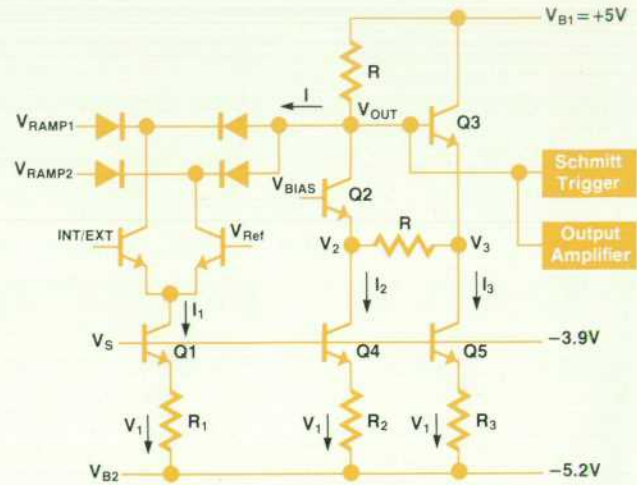 V_B1 = +5V
R
I
V_OUT
Q3
V_RAMP1
V_RAMP2
Schmitt
Trigger
V_BIAS
Q2
INT/EXT
V_Ref
R
Output
Amplifier
V_2
V_3
I_1
I_2
I_3
V_S
Q1
Q4
Q5
−3.9V
V_1
R_1
V_1
R_2
V_1
R_3
V_B2
−5.2V